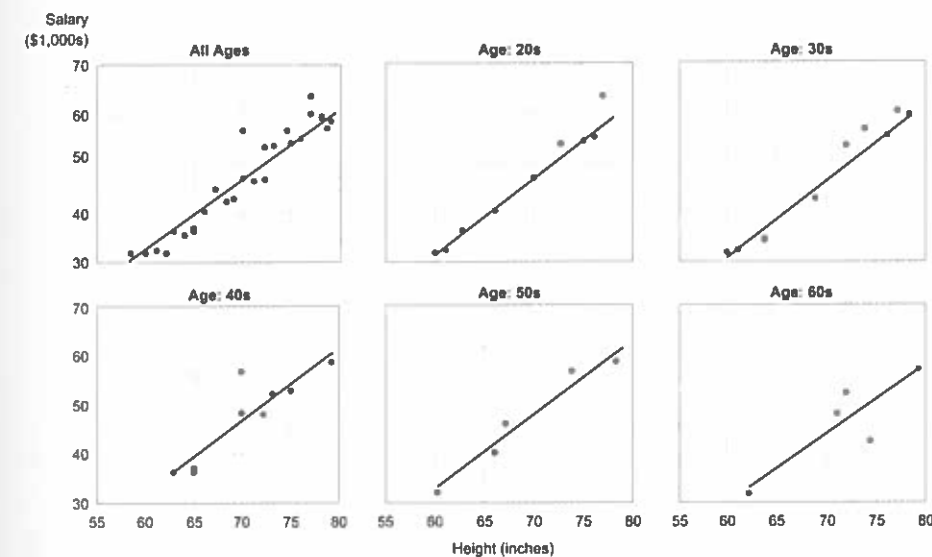 Salary
($1,000s)
All Ages
Age: 20s
Age: 30s
70
60
50
40
30
Age: 40s
Age: 50s
Age: 60s
70
60
50
40
30
55 60 65 70 75 80
55 60 65 70 75 80
55 60 65 70 75 80
Height (inches)